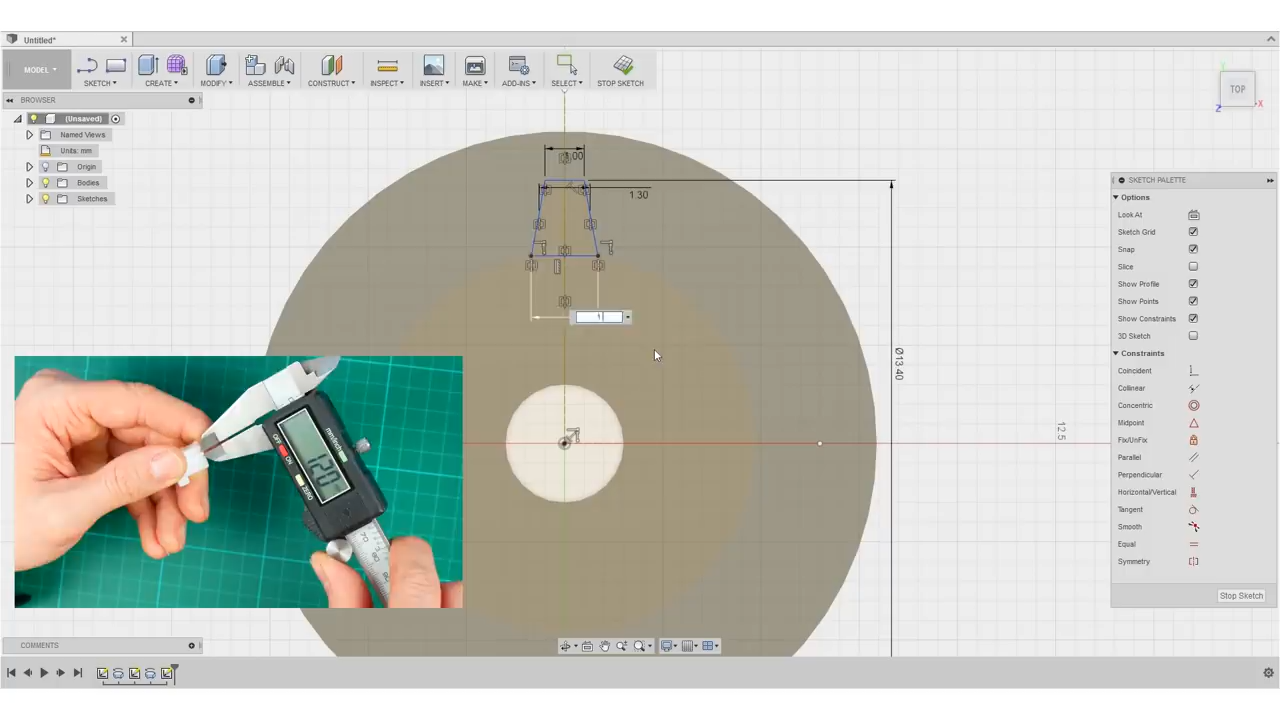 Untitled*
MODEL
SKETCH
CREATE
MODIFY
ASSEMBLE
CONSTRUCT
INSPECT
INSERT
MAKE
ADD-INS
SELECT
STOP SKETCH
BROWSER
(Unsaved)
Named Views
Units: mm
Origin
Bodies
Sketches
1.30
Ø13.40
12.5
TOP
Y
X
Z
SKETCH PALETTE
Options
Look At
Sketch Grid
Snap
Slice
Show Profile
Show Points
Show Constraints
3D Sketch
Constraints
Coincident
Collinear
Concentric
Midpoint
Fix/UnFix
Parallel
Perpendicular
Horizontal/Vertical
Tangent
Smooth
Equal
Symmetry
Stop Sketch
OFF
ON
ZERO
mm/inch
1.20
70
COMMENTS